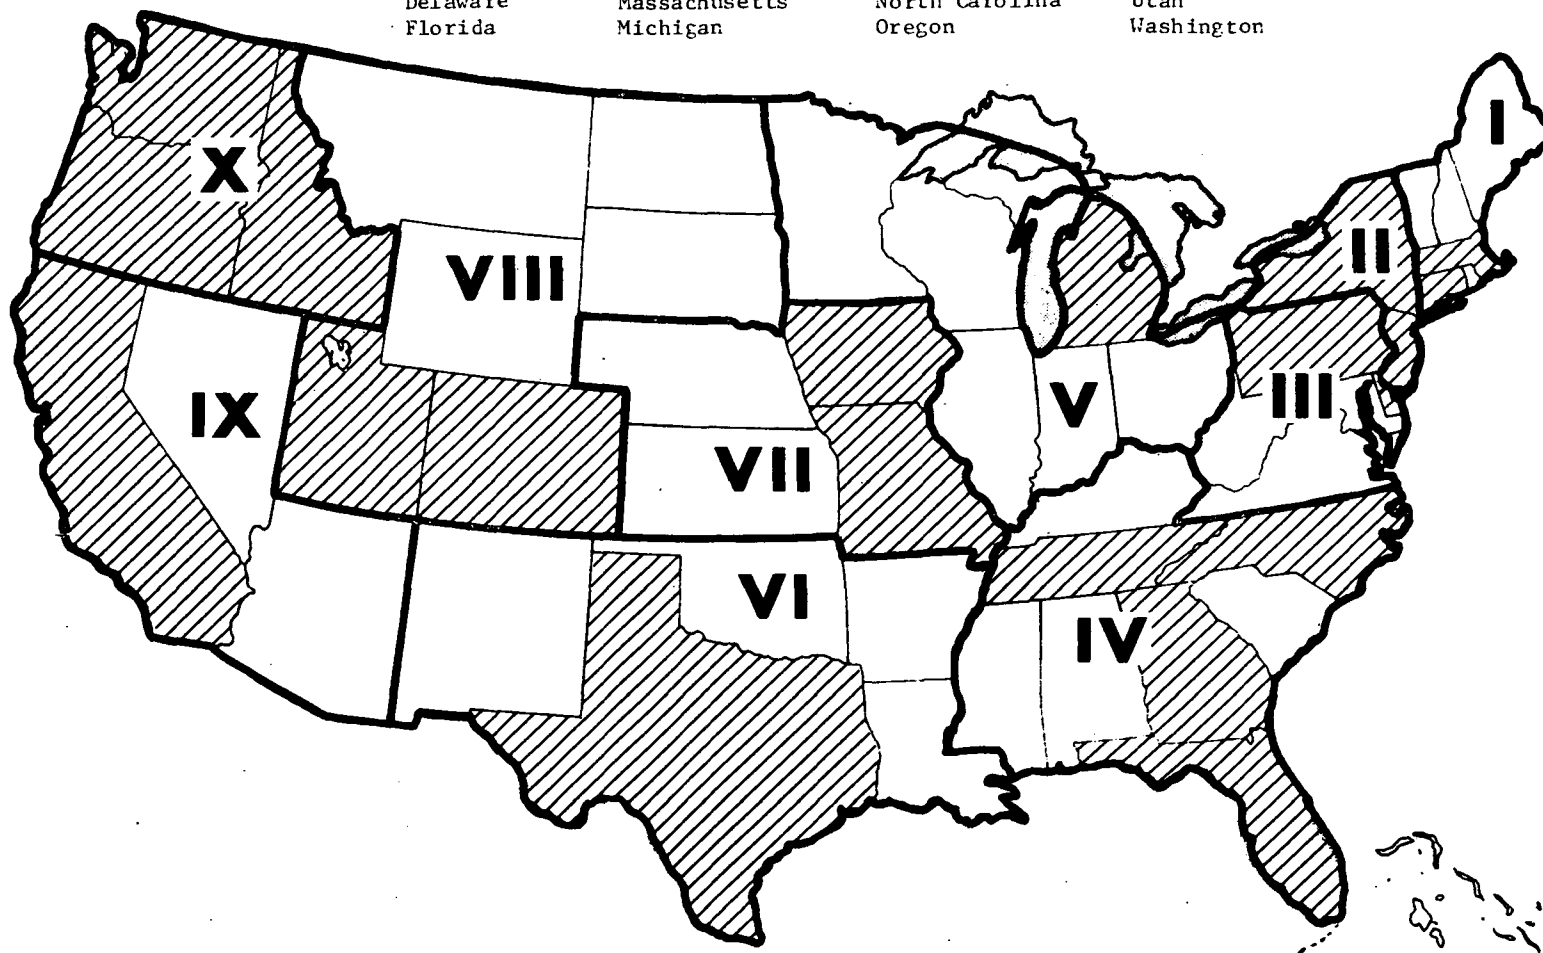 Delaware Massachusetts North Carolina Utah
Florida Michigan Oregon Washington
I
X
II
VIII
III
IX
V
VII
VI
IV